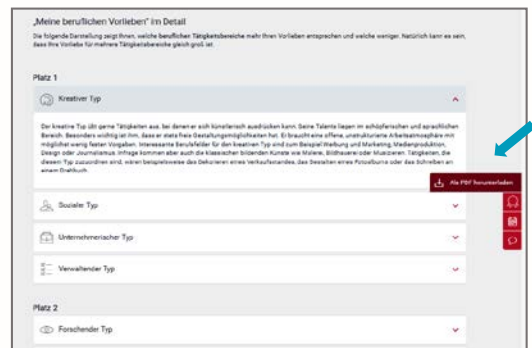 „Meine beruflichen Vorlieben" im Detail
Die folgende Darstellung zeigt Ihnen, welche beruflichen Tätigkeitsbereiche mehr Ihren Vorlieben entsprechen und welche weniger. Natürlich kann es sein,
dass Ihre Vorliebe für mehrere Tätigkeitsbereiche gleich groß ist.
Platz 1
Kreativer Typ
Der kreative Typ übt gerne Tätigkeiten aus, bei denen er sich künstlerisch ausdrücken kann. Seine Talente liegen im schöpferischen und sprachlichen
Bereich. Besonders wichtig ist ihm, dass er stets freie Gestaltungsmöglichkeiten hat. Er braucht eine offene, unstrukturierte Arbeitsatmosphäre mit
möglichst wenig festen Vorgaben. Interessante Berufsfelder für den kreativen Typ sind zum Beispiel Werbung und Marketing, Medienproduktion,
Design oder Journalismus. Infrage kommen aber auch die klassischen bildenden Künste wie Malerei, Bildhauerei oder Musizieren. Tätigkeiten, die
diesem Typ zuzuordnen sind, wären beispielsweise das Dekorieren eines Verkaufsstandes, das Gestalten eines Fotoalbums oder das Schreiben an
einem Drehbuch.
Als PDF herunterladen
Sozialer Typ
Unternehmerischer Typ
Verwaltender Typ
Platz 2
Forschender Typ